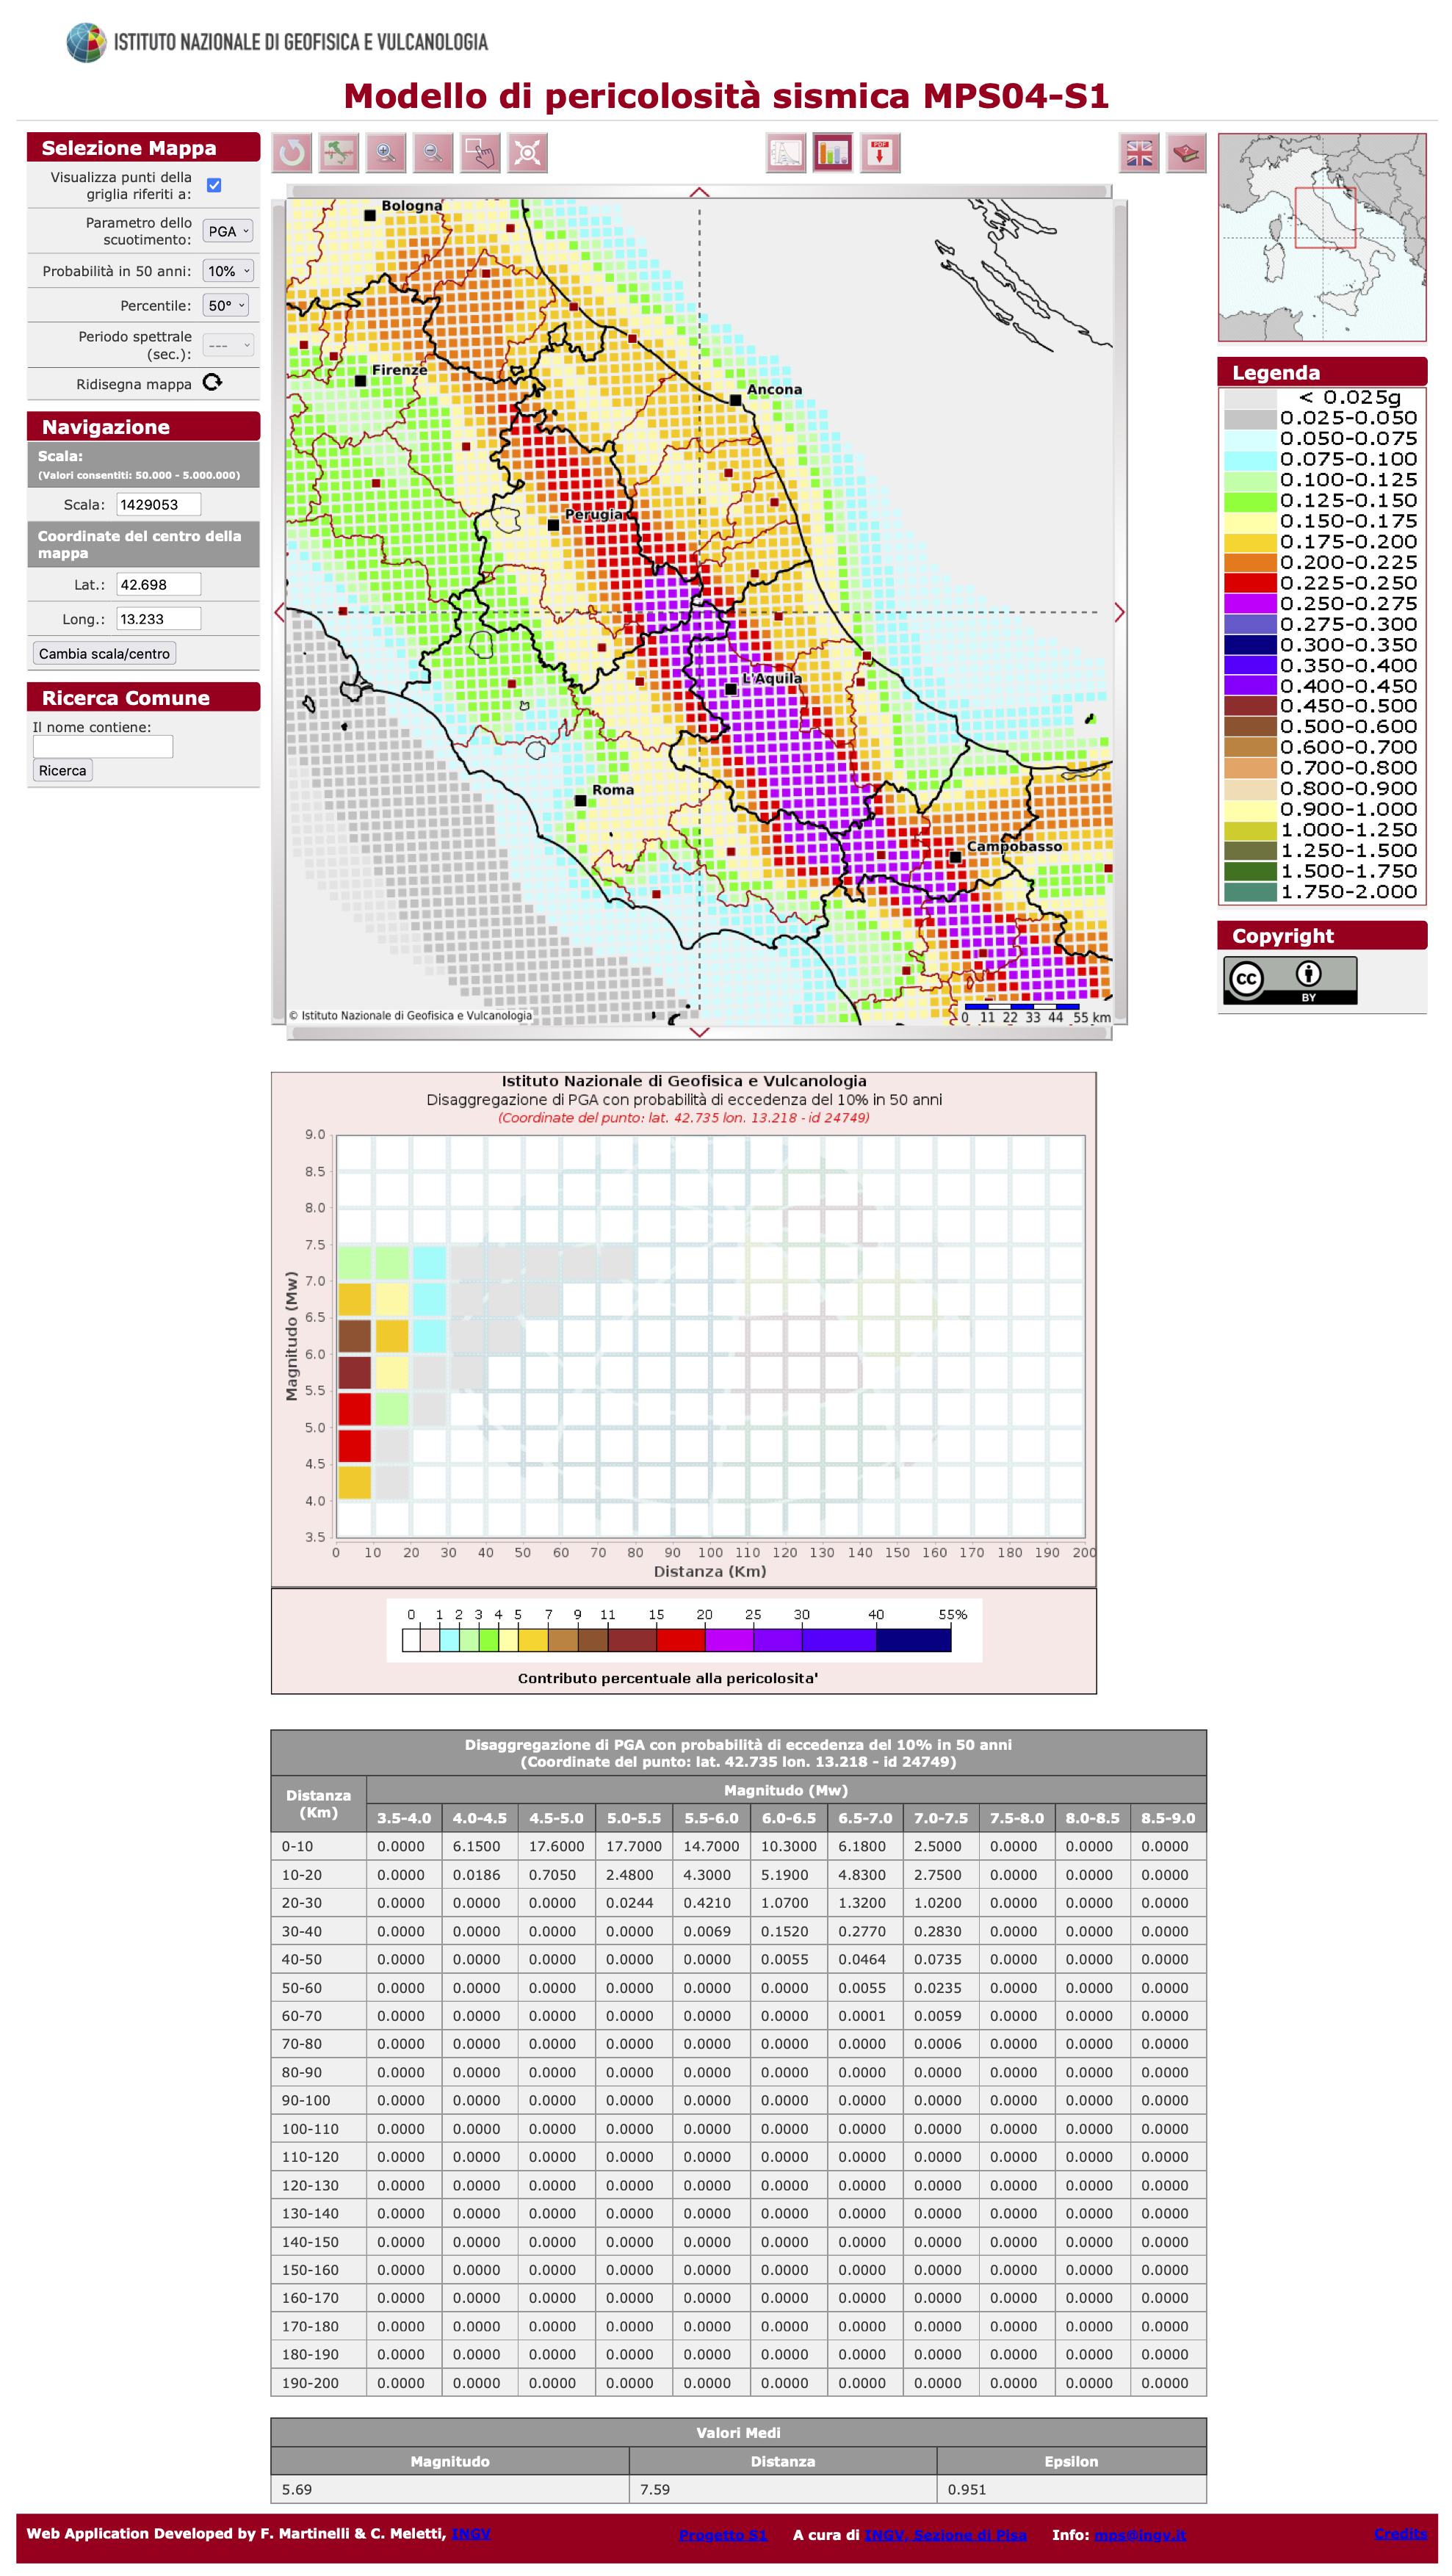 ISTITUTO NAZIONALE DI GEOFISICA E VULCANOLOGIA
Modello di pericolosità sismica MPS04-S1
Selezione Mappa
Visualizza punti della
griglia riferiti a:
Parametro dello
scuotimento: PGA
Probabilità in 50 anni: 10%
Percentile: 50°
Periodo spettrale
(sec.): ---
Ridisegna mappa
Navigazione
Scala:
(Valori consentiti: 50.000 - 5.000.000)
Scala: 1429053
Coordinate del centro della
mappa
Lat.: 42.698
Long.: 13.233
Cambia scala/centro
Ricerca Comune
Il nome contiene:
Ricerca
PDF
Bologna
Firenze
Ancona
Perugia
L'Aquila
Roma
Campobasso
© Istituto Nazionale di Geofisica e Vulcanologia
0 11 22 33 44 55 km
Legenda
< 0.025g
0.025-0.050
0.050-0.075
0.075-0.100
0.100-0.125
0.125-0.150
0.150-0.175
0.175-0.200
0.200-0.225
0.225-0.250
0.250-0.275
0.275-0.300
0.300-0.350
0.350-0.400
0.400-0.450
0.450-0.500
0.500-0.600
0.600-0.700
0.700-0.800
0.800-0.900
0.900-1.000
1.000-1.250
1.250-1.500
1.500-1.750
1.750-2.000
Copyright
CC BY
Istituto Nazionale di Geofisica e Vulcanologia
Disaggregazione di PGA con probabilità di eccedenza del 10% in 50 anni
(Coordinate del punto: lat. 42.735 lon. 13.218 - id 24749)
Magnitudo (Mw)
9.0
8.5
8.0
7.5
7.0
6.5
6.0
5.5
5.0
4.5
4.0
3.5
0 10 20 30 40 50 60 70 80 90 100 110 120 130 140 150 160 170 180 190 200
Distanza (Km)
0 1 2 3 4 5 7 9 11 15 20 25 30 40 55%
Contributo percentuale alla pericolosita'
Disaggregazione di PGA con probabilità di eccedenza del 10% in 50 anni
(Coordinate del punto: lat. 42.735 lon. 13.218 - id 24749)
Distanza
(Km)
Magnitudo (Mw)
3.5-4.0 4.0-4.5 4.5-5.0 5.0-5.5 5.5-6.0 6.0-6.5 6.5-7.0 7.0-7.5 7.5-8.0 8.0-8.5 8.5-9.0
0-10 0.0000 6.1500 17.6000 17.7000 14.7000 10.3000 6.1800 2.5000 0.0000 0.0000 0.0000
10-20 0.0000 0.0186 0.7050 2.4800 4.3000 5.1900 4.8300 2.7500 0.0000 0.0000 0.0000
20-30 0.0000 0.0000 0.0000 0.0244 0.4210 1.0700 1.3200 1.0200 0.0000 0.0000 0.0000
30-40 0.0000 0.0000 0.0000 0.0000 0.0069 0.1520 0.2770 0.2830 0.0000 0.0000 0.0000
40-50 0.0000 0.0000 0.0000 0.0000 0.0000 0.0055 0.0464 0.0735 0.0000 0.0000 0.0000
50-60 0.0000 0.0000 0.0000 0.0000 0.0000 0.0000 0.0055 0.0235 0.0000 0.0000 0.0000
60-70 0.0000 0.0000 0.0000 0.0000 0.0000 0.0000 0.0001 0.0059 0.0000 0.0000 0.0000
70-80 0.0000 0.0000 0.0000 0.0000 0.0000 0.0000 0.0000 0.0006 0.0000 0.0000 0.0000
80-90 0.0000 0.0000 0.0000 0.0000 0.0000 0.0000 0.0000 0.0000 0.0000 0.0000 0.0000
90-100 0.0000 0.0000 0.0000 0.0000 0.0000 0.0000 0.0000 0.0000 0.0000 0.0000 0.0000
100-110 0.0000 0.0000 0.0000 0.0000 0.0000 0.0000 0.0000 0.0000 0.0000 0.0000 0.0000
110-120 0.0000 0.0000 0.0000 0.0000 0.0000 0.0000 0.0000 0.0000 0.0000 0.0000 0.0000
120-130 0.0000 0.0000 0.0000 0.0000 0.0000 0.0000 0.0000 0.0000 0.0000 0.0000 0.0000
130-140 0.0000 0.0000 0.0000 0.0000 0.0000 0.0000 0.0000 0.0000 0.0000 0.0000 0.0000
140-150 0.0000 0.0000 0.0000 0.0000 0.0000 0.0000 0.0000 0.0000 0.0000 0.0000 0.0000
150-160 0.0000 0.0000 0.0000 0.0000 0.0000 0.0000 0.0000 0.0000 0.0000 0.0000 0.0000
160-170 0.0000 0.0000 0.0000 0.0000 0.0000 0.0000 0.0000 0.0000 0.0000 0.0000 0.0000
170-180 0.0000 0.0000 0.0000 0.0000 0.0000 0.0000 0.0000 0.0000 0.0000 0.0000 0.0000
180-190 0.0000 0.0000 0.0000 0.0000 0.0000 0.0000 0.0000 0.0000 0.0000 0.0000 0.0000
190-200 0.0000 0.0000 0.0000 0.0000 0.0000 0.0000 0.0000 0.0000 0.0000 0.0000 0.0000
Valori Medi
Magnitudo Distanza Epsilon
5.69 7.59 0.951
Web Application Developed by F. Martinelli & C. Meletti, INGV Progetto S1 A cura di INGV, Sezione di Pisa Info: mps@ingv.it Credits